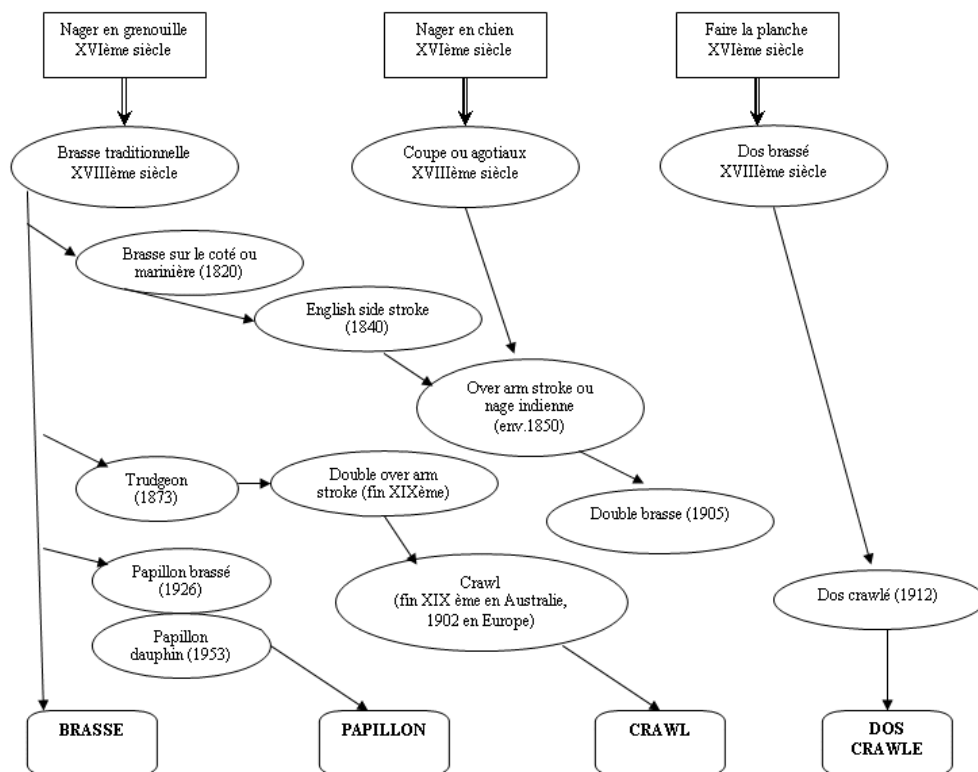 Nager en grenouille
XVIème siècle
Nager en chien
XVIème siècle
Faire la planche
XVIème siècle
Brasse traditionnelle
XVIIIème siècle
Coupe ou agotiaux
XVIIIème siècle
Dos brassé
XVIIIème siècle
Brasse sur le coté ou
marinière (1820)
English side stroke
(1840)
Over arm stroke ou
nage indienne
(env.1850)
Trudgeon
(1873)
Double over arm
stroke (fin XIXème)
Double brasse (1905)
Papillon brassé
(1926)
Crawl
(fin XIX ème en Australie,
1902 en Europe)
Dos crawlé (1912)
Papillon
dauphin (1953)
BRASSE
PAPILLON
CRAWL
DOS
CRAWLE